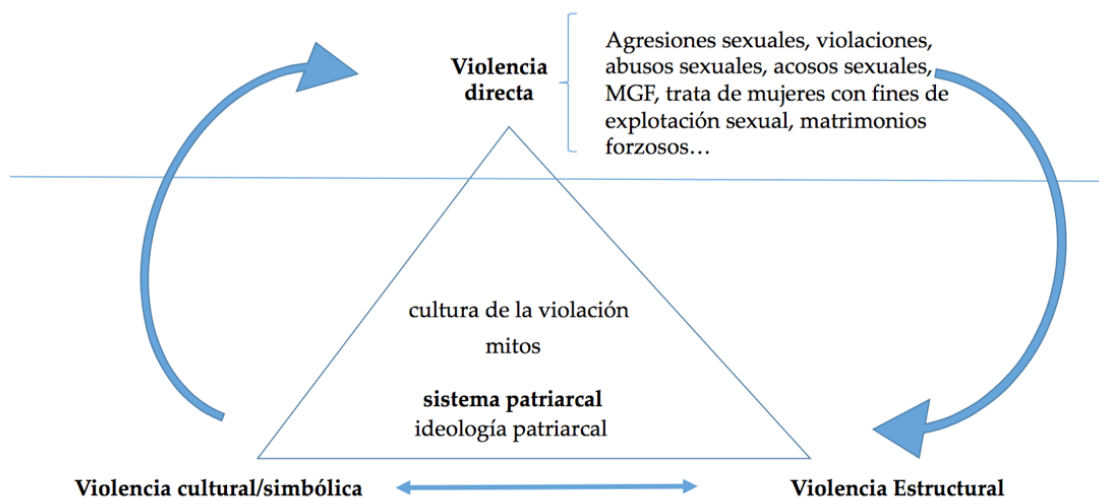 Violencia
directa
Agresiones sexuales, violaciones,
abusos sexuales, acosos sexuales,
MGF, trata de mujeres con fines de
explotación sexual, matrimonios
forzosos…
cultura de la violación
mitos
sistema patriarcal
ideología patriarcal
Violencia cultural/simbólica
Violencia Estructural